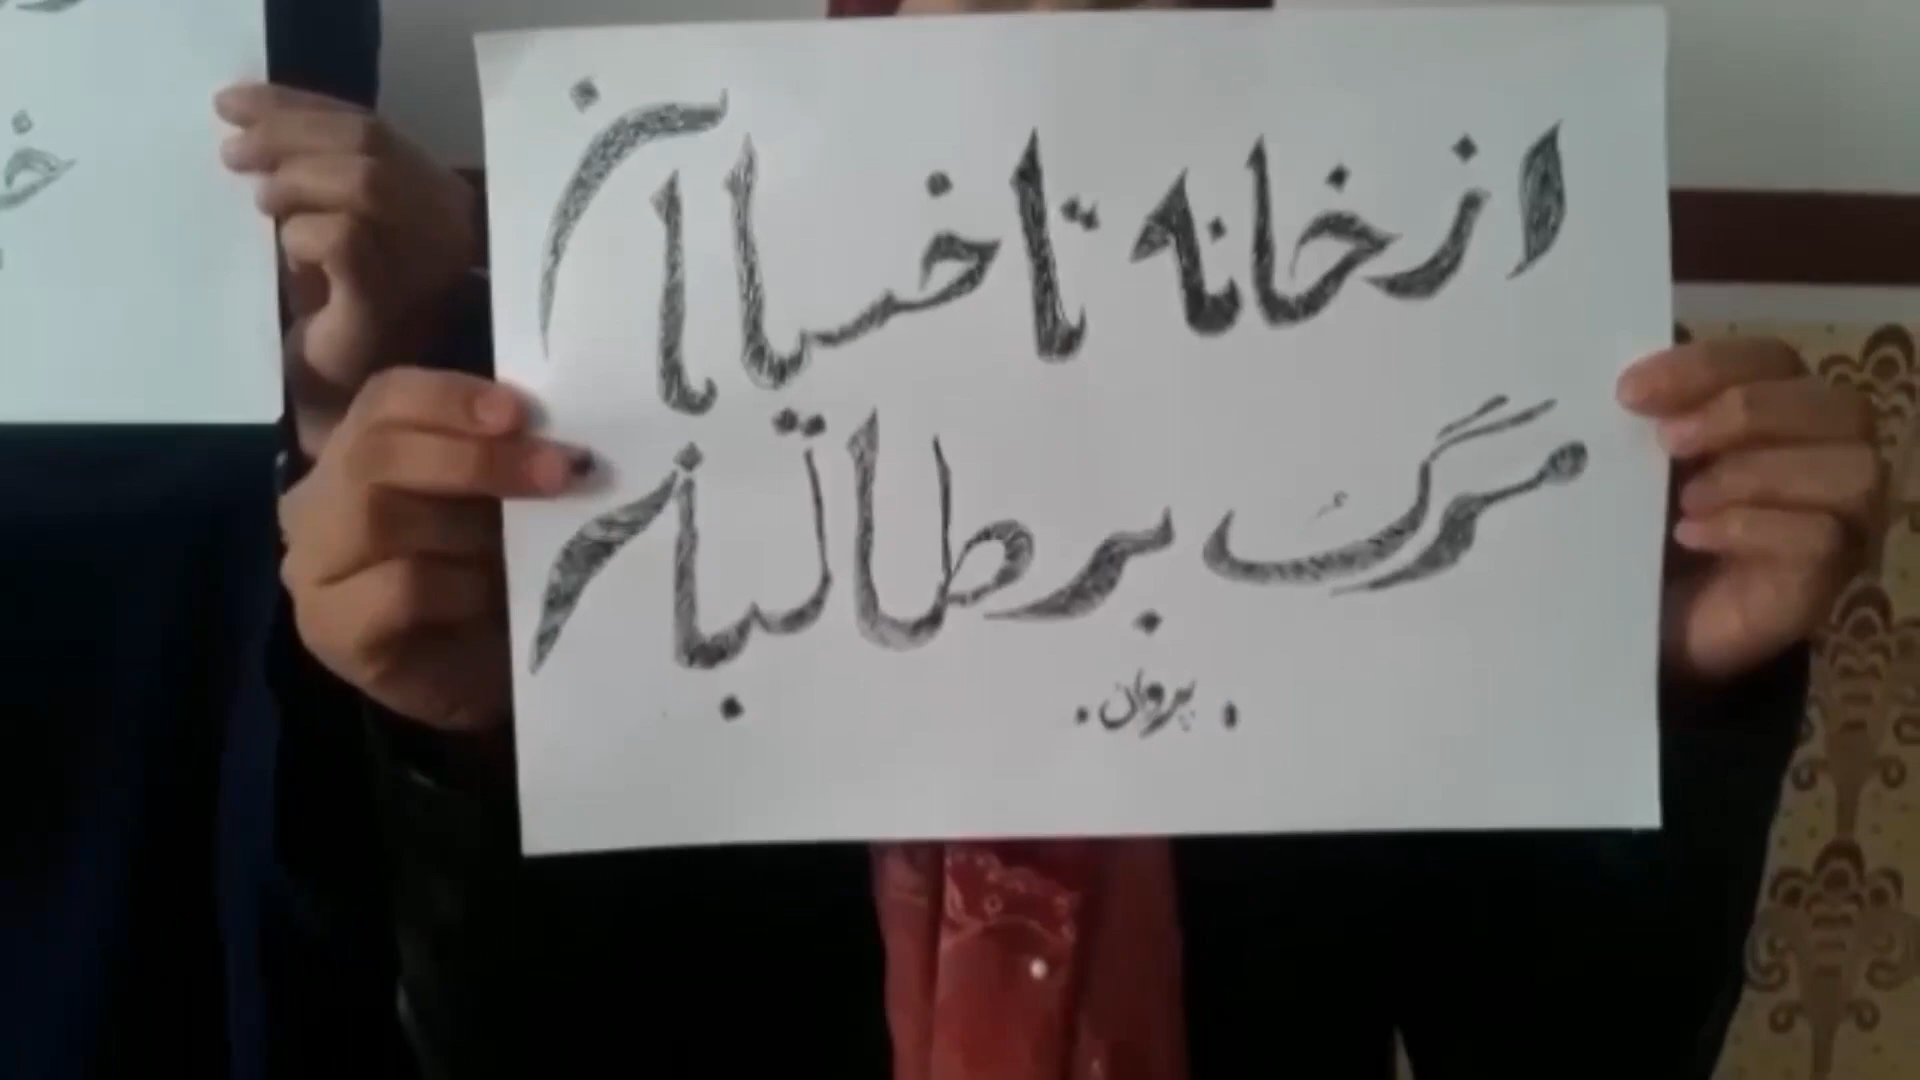 از خانه تا خیابان
مرگ بر طالبان
. پروان .